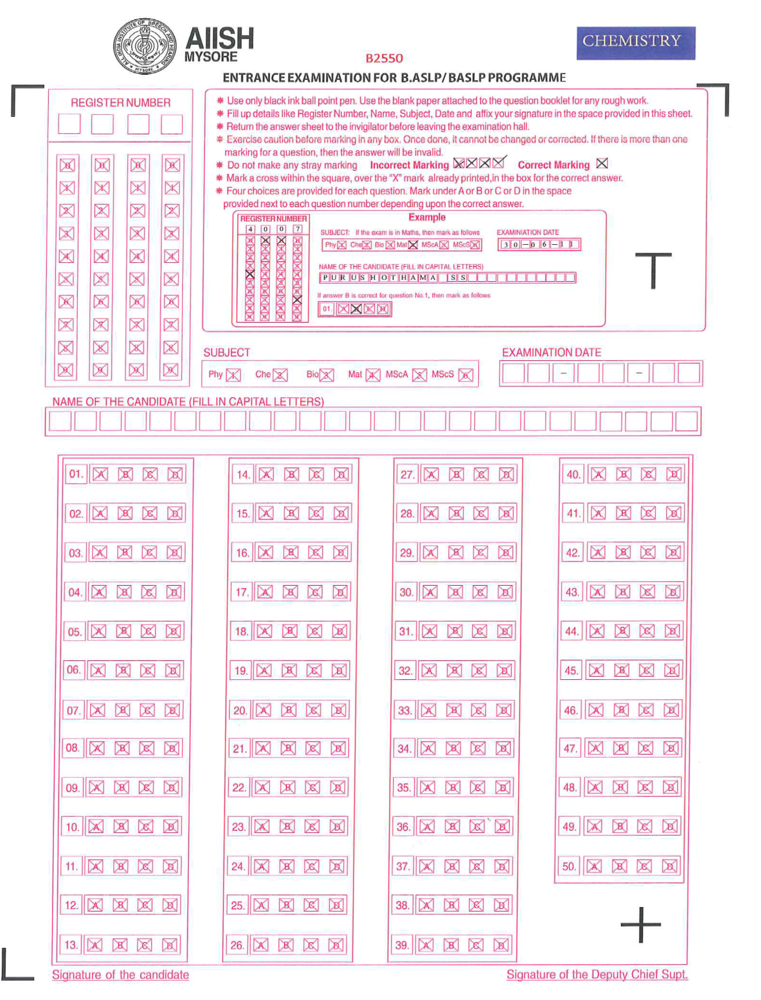 ALL INDIA INSTITUTE OF SPEECH AND HEARING
MYSORE
AIISH
MYSORE
CHEMISTRY
B2550
ENTRANCE EXAMINATION FOR B.ASLP/ BASLP PROGRAMME
REGISTER NUMBER
0 0 0 0
1 1 1 1
2 2 2 2
3 3 3 3
4 4 4 4
5 5 5 5
6 6 6 6
7 7 7 7
8 8 8 8
9 9 9 9
* Use only black ink ball point pen. Use the blank paper attached to the question booklet for any rough work.
* Fill up details like Register Number, Name, Subject, Date and affix your signature in the space provided in this sheet.
* Return the answer sheet to the invigilator before leaving the examination hall.
* Exercise caution before marking in any box. Once done, it cannot be changed or corrected. If there is more than one
marking for a question, then the answer will be invalid.
* Do not make any stray marking Incorrect Marking Correct Marking
* Mark a cross within the square, over the "X" mark already printed,in the box for the correct answer.
* Four choices are provided for each question. Mark under A or B or C or D in the space
provided next to each question number depending upon the correct answer.
REGISTER NUMBER
4 0 0 7
Example
SUBJECT: If the exam is in Maths, then mark as follows
Phy Che Bio Mat MScA MScS
EXAMINIATION DATE
30-06-11
NAME OF THE CANDIDATE (FILL IN CAPITAL LETTERS)
PURUSHOTHAMA SS
If answer B is correct for question No.1, then mark as follows
01.
SUBJECT
Phy 1 Che 2 Bio 3 Mat 4 MScA 5 MScS 6
EXAMINATION DATE
- -
NAME OF THE CANDIDATE (FILL IN CAPITAL LETTERS)
01. A B C D
02. A B C D
03. A B C D
04. A B C D
05. A B C D
06. A B C D
07. A B C D
08. A B C D
09. A B C D
10. A B C D
11. A B C D
12. A B C D
13. A B C D
14. A B C D
15. A B C D
16. A B C D
17. A B C D
18. A B C D
19. A B C D
20. A B C D
21. A B C D
22. A B C D
23. A B C D
24. A B C D
25. A B C D
26. A B C D
27. A B C D
28. A B C D
29. A B C D
30. A B C D
31. A B C D
32. A B C D
33. A B C D
34. A B C D
35. A B C D
36. A B C D
37. A B C D
38. A B C D
39. A B C D
40. A B C D
41. A B C D
42. A B C D
43. A B C D
44. A B C D
45. A B C D
46. A B C D
47. A B C D
48. A B C D
49. A B C D
50. A B C D
Signature of the candidate
Signature of the Deputy Chief Supt.